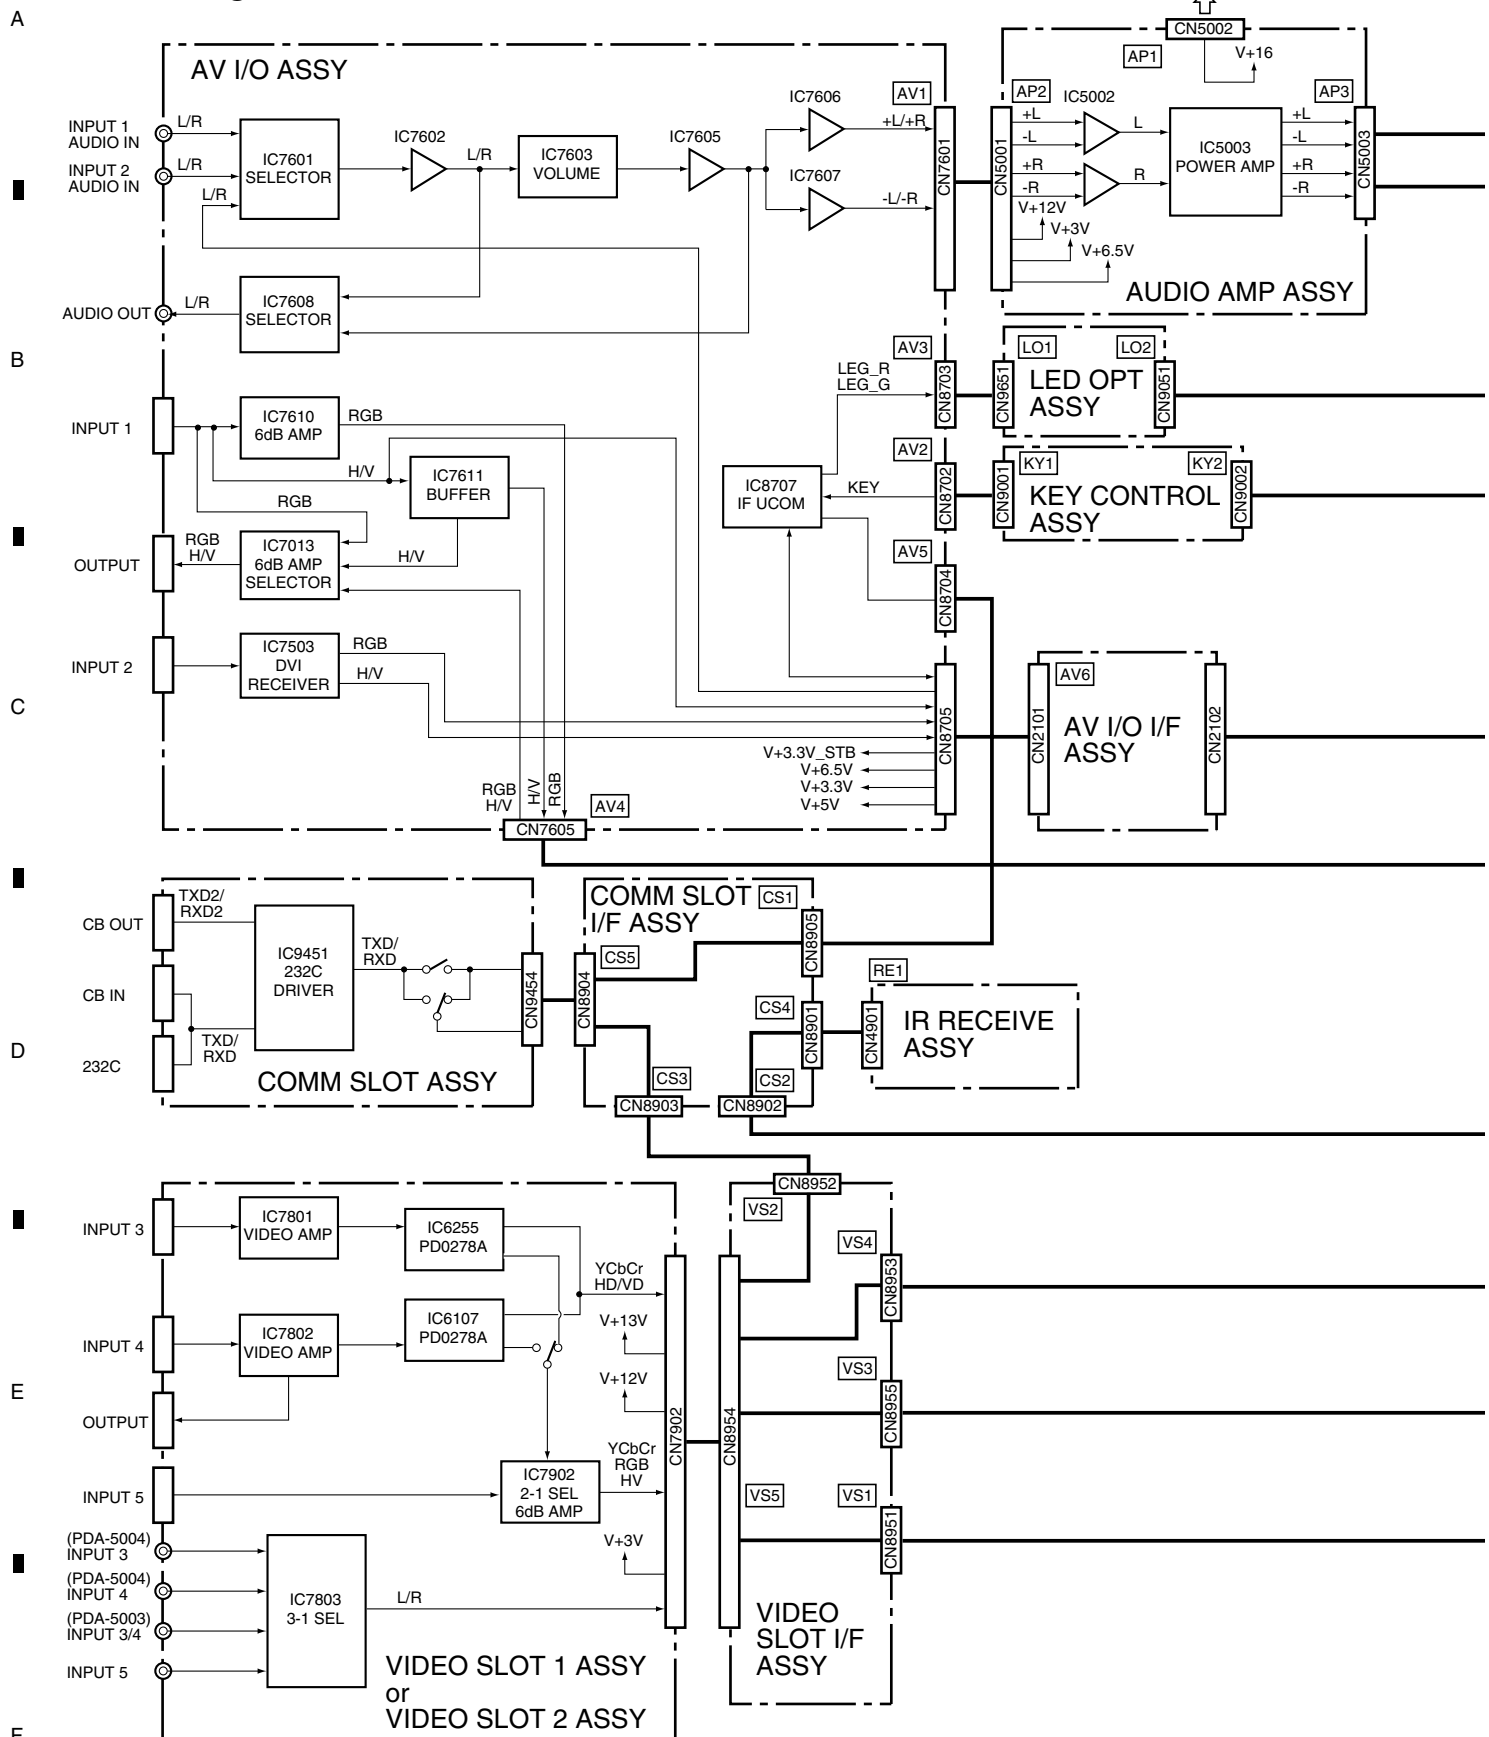 A
CN5002
AP1
V+16
AV I/O ASSY
INPUT 1
AUDIO IN
L/R
INPUT 2
AUDIO IN
L/R
L/R
IC7601
SELECTOR
IC7602
L/R
IC7603
VOLUME
IC7605
IC7606
+L/+R
IC7607
-L/-R
AV1
CN7601
AP2
CN5001
IC5002
+L
-L
+R
-R
L
R
IC5003
POWER AMP
+L
-L
+R
-R
AP3
CN5003
V+12V
V+3V
V+6.5V
AUDIO AMP ASSY
AUDIO OUT
L/R
IC7608
SELECTOR
B
AV3
LEG_R
LEG_G
CN8703
LO1
LO2
CN9651
LED OPT
ASSY
CN9051
INPUT 1
IC7610
6dB AMP
RGB
H/V
IC7611
BUFFER
RGB
AV2
IC8707
IF UCOM
KEY
CN8702
KY1
KY2
CN9001
KEY CONTROL
ASSY
CN9002
OUTPUT
RGB
H/V
IC7013
6dB AMP
SELECTOR
H/V
AV5
CN8704
INPUT 2
IC7503
DVI
RECEIVER
RGB
H/V
C
CN8705
AV6
CN2101
AV I/O I/F
ASSY
CN2102
V+3.3V_STB
V+6.5V
V+3.3V
V+5V
RGB
H/V
H/V
RGB
AV4
CN7605
CB OUT
TXD2/
RXD2
CB IN
232C
TXD/
RXD
IC9451
232C
DRIVER
TXD/
RXD
CN9454
COMM SLOT ASSY
COMM SLOT
I/F ASSY
CS1
CN8905
CS5
CN8904
CS4
CN8901
CS3
CS2
CN8903
CN8902
RE1
CN4901
IR RECEIVE
ASSY
D
CN8952
VS2
INPUT 3
IC7801
VIDEO AMP
IC6255
PD0278A
YCbCr
HD/VD
INPUT 4
IC7802
VIDEO AMP
IC6107
PD0278A
V+13V
V+12V
E
OUTPUT
INPUT 5
IC7902
2-1 SEL
6dB AMP
YCbCr
RGB
HV
V+3V
CN7902
CN8954
VS4
CN8953
VS3
CN8955
VS5
VS1
CN8951
(PDA-5004)
INPUT 3
(PDA-5004)
INPUT 4
(PDA-5003)
INPUT 3/4
INPUT 5
IC7803
3-1 SEL
L/R
VIDEO
SLOT I/F
ASSY
VIDEO SLOT 1 ASSY
or
VIDEO SLOT 2 ASSY